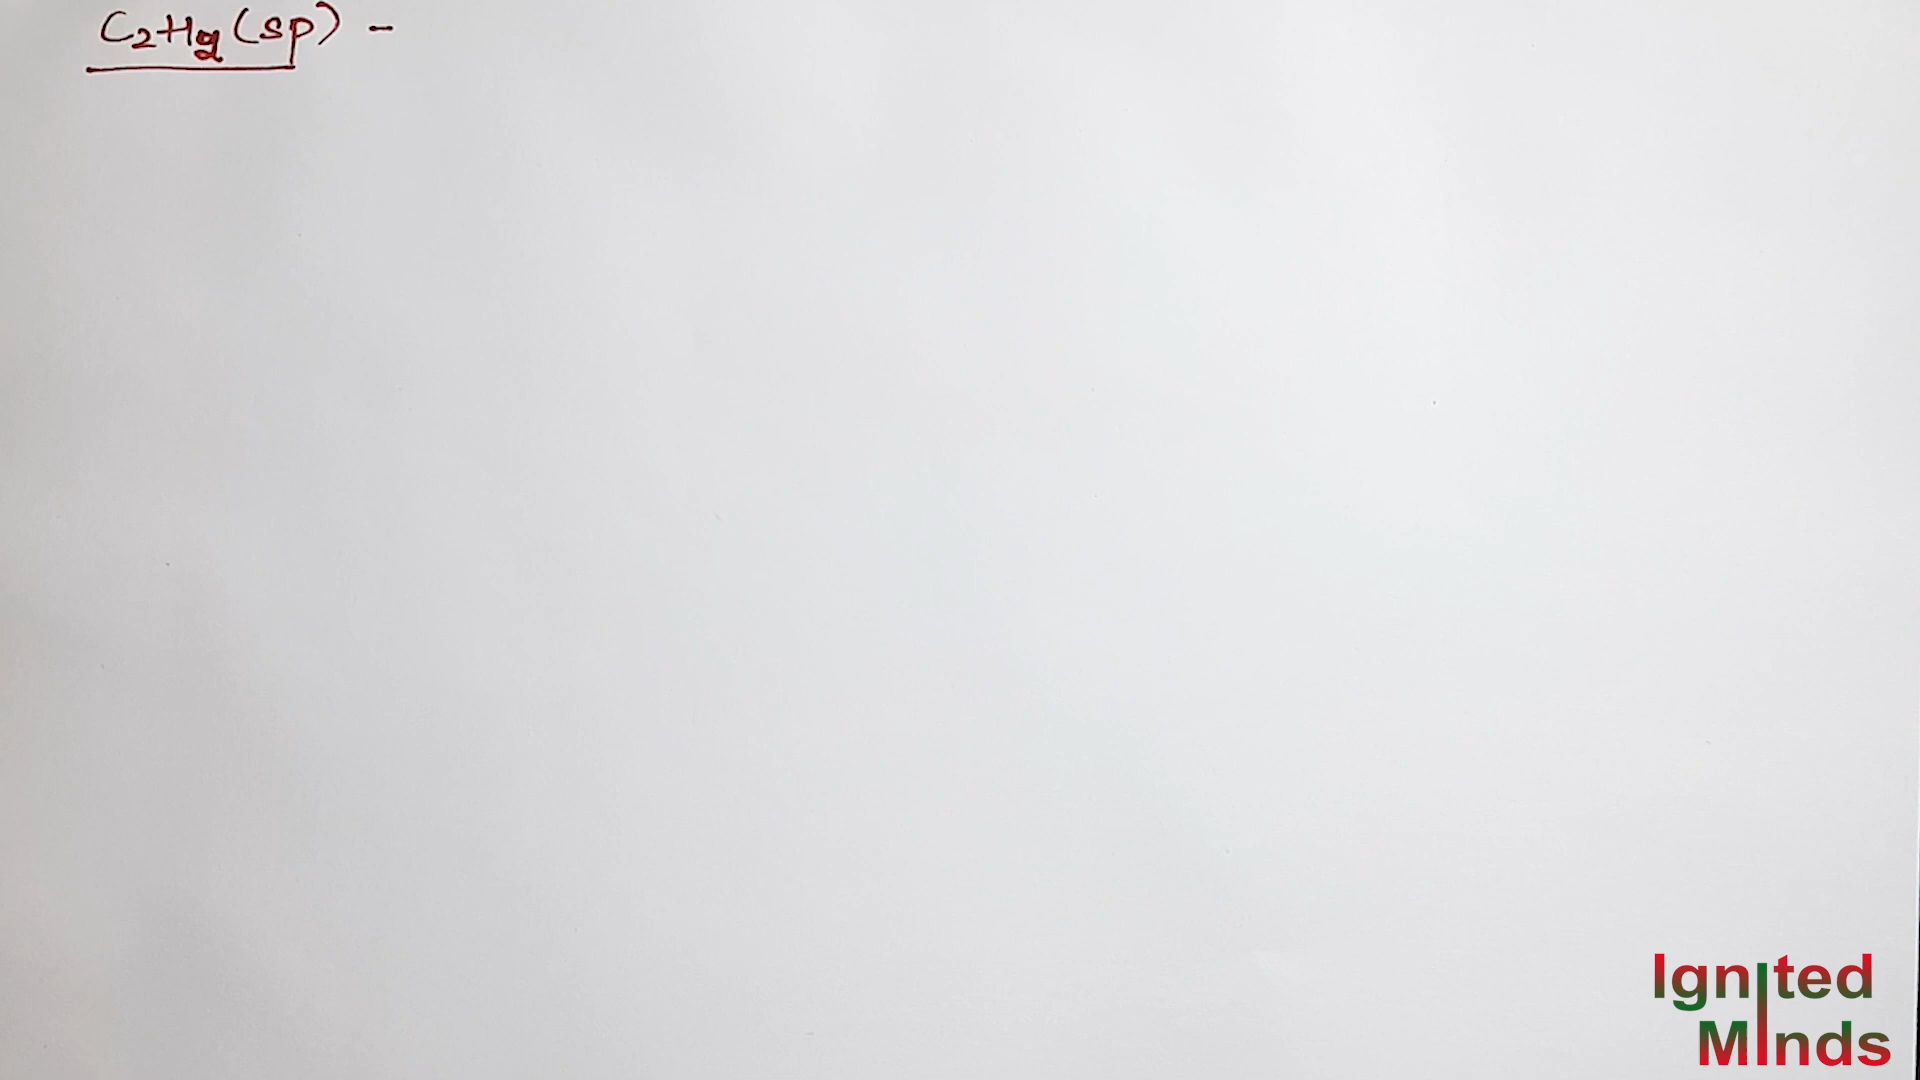 C₂H₂(sp) -
Ignited
Minds